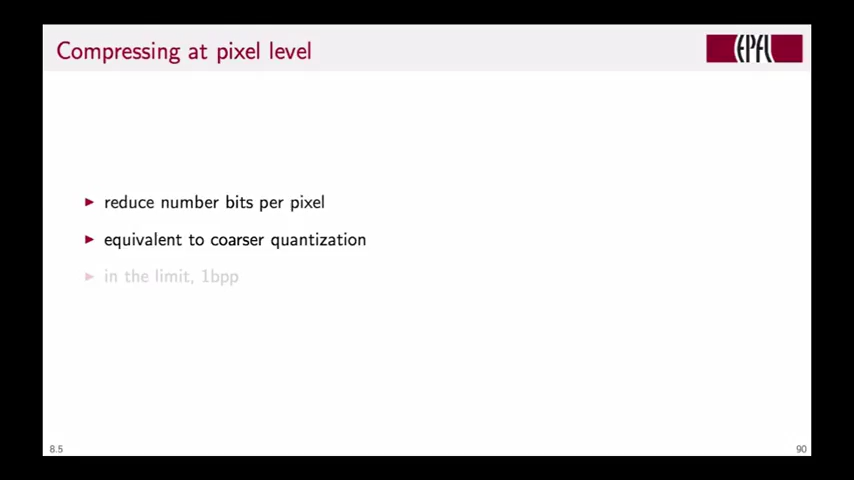 Compressing at pixel level
EPFL
► reduce number bits per pixel
► equivalent to coarser quantization
► in the limit, 1bpp
8.5
90